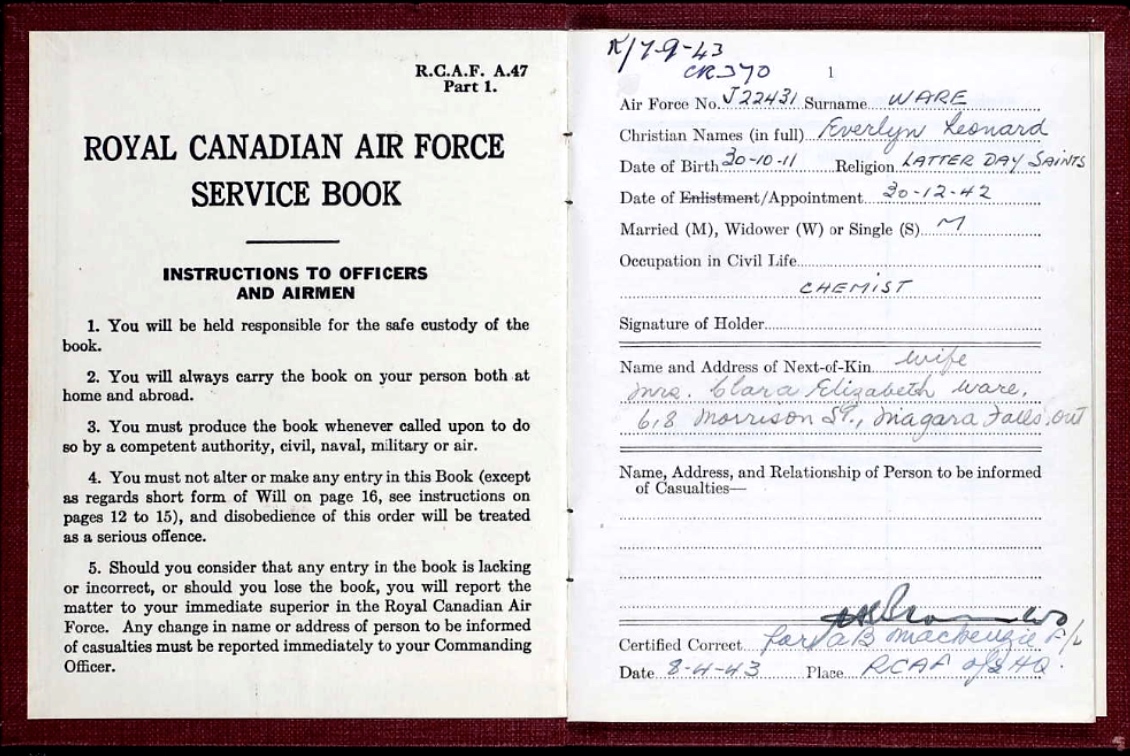 R.C.A.F. A.47
Part 1.
ROYAL CANADIAN AIR FORCE
SERVICE BOOK
INSTRUCTIONS TO OFFICERS
AND AIRMEN
1. You will be held responsible for the safe custody of the
book.
2. You will always carry the book on your person both at
home and abroad.
3. You must produce the book whenever called upon to do
so by a competent authority, civil, naval, military or air.
4. You must not alter or make any entry in this Book (except
as regards short form of Will on page 16, see instructions on
pages 12 to 15), and disobedience of this order will be treated
as a serious offence.
5. Should you consider that any entry in the book is lacking
or incorrect, or should you lose the book, you will report the
matter to your immediate superior in the Royal Canadian Air
Force. Any change in name or address of person to be informed
of casualties must be reported immediately to your Commanding
Officer.
7-9-43
1
Air Force No. J22431 Surname WARE
Christian Names (in full) Everlyn Leonard
Date of Birth 30-10-11 Religion LATTER DAY SAINTS
Date of Enlistment/Appointment 30-12-42
Married (M), Widower (W) or Single (S) M
Occupation in Civil Life
CHEMIST
Signature of Holder
Name and Address of Next-of-Kin wife
Mrs. Clara Elizabeth Ware,
618 Morrison St., Niagara Falls, Ont
Name, Address, and Relationship of Person to be informed
of Casualties—
Certified Correct for A B Mackenzie F/L
Date 8-4-43 Place RCAF HQ.